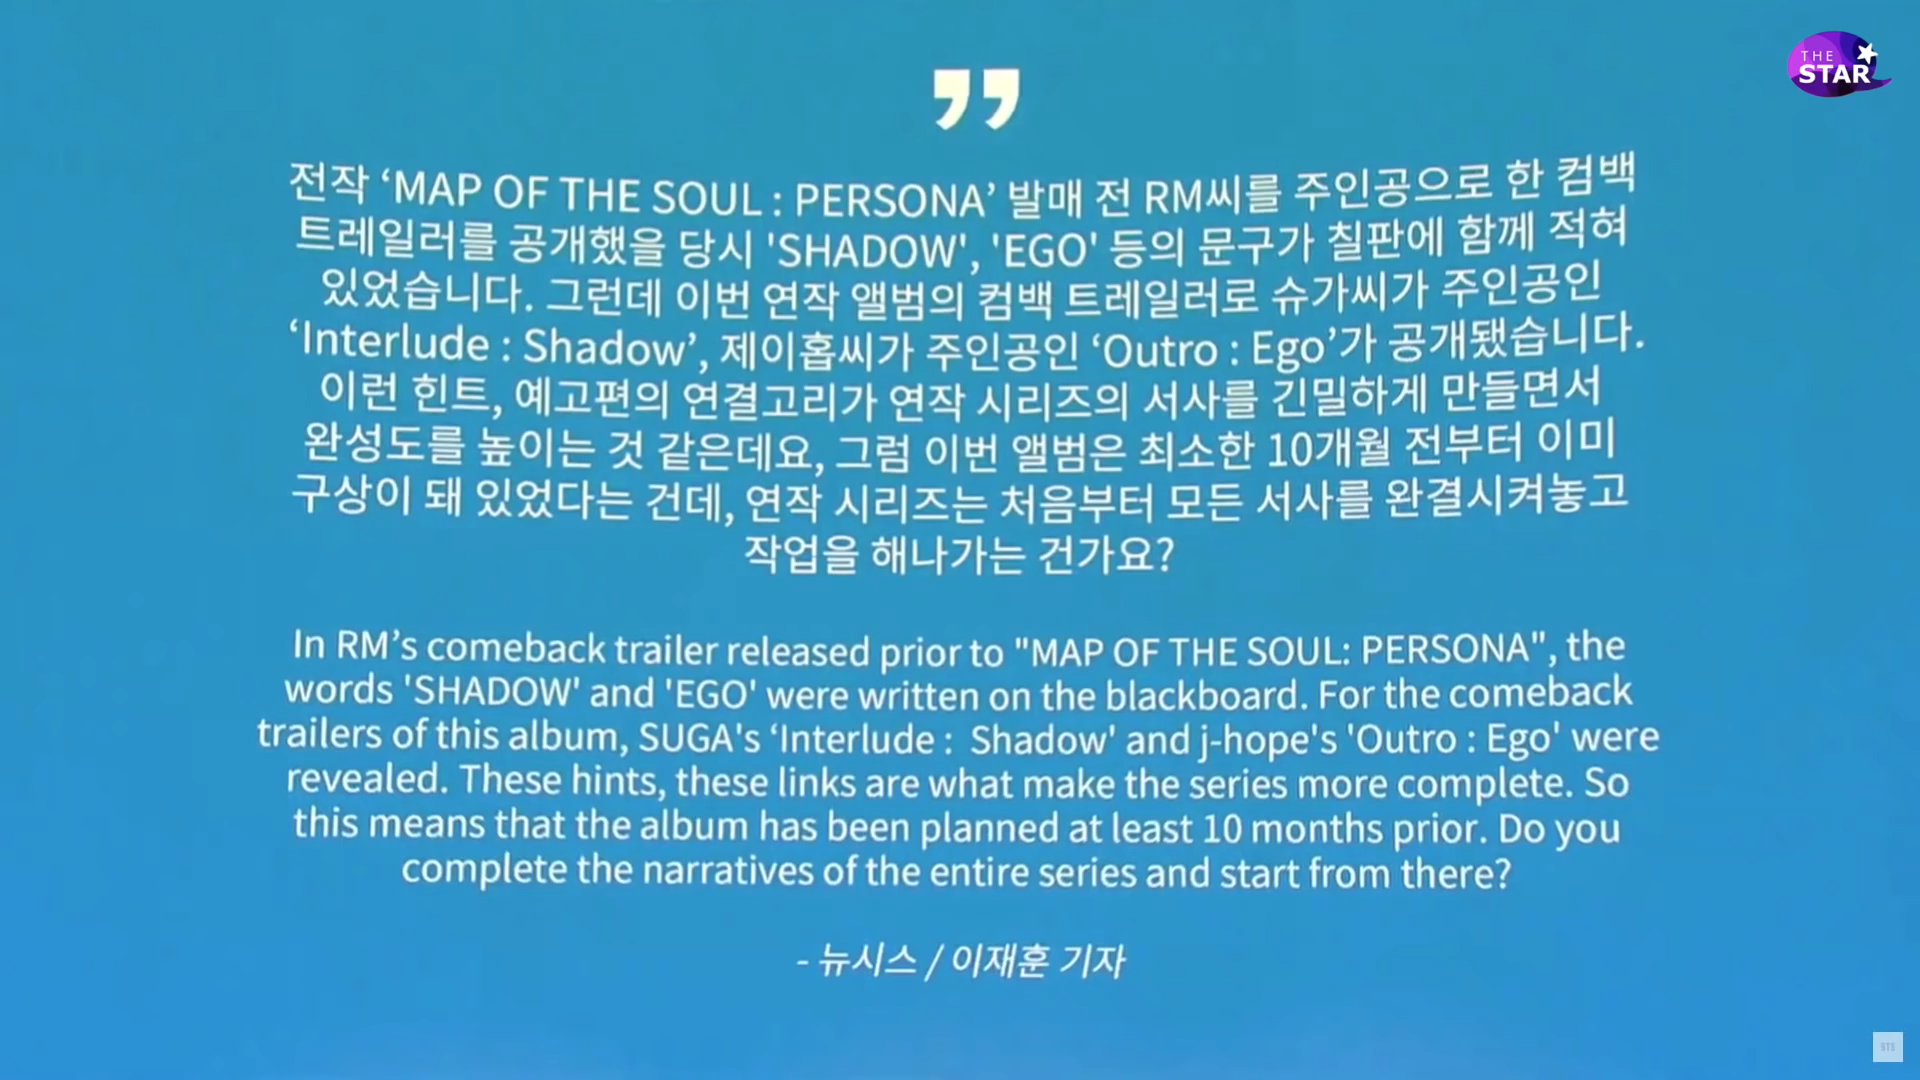 THE
STAR
”
전작 ‘MAP OF THE SOUL : PERSONA’ 발매 전 RM씨를 주인공으로 한 컴백
트레일러를 공개했을 당시 'SHADOW', 'EGO' 등의 문구가 칠판에 함께 적혀
있었습니다. 그런데 이번 연작 앨범의 컴백 트레일러로 슈가씨가 주인공인
‘Interlude : Shadow’, 제이홉씨가 주인공인 ‘Outro : Ego’가 공개됐습니다.
이런 힌트, 예고편의 연결고리가 연작 시리즈의 서사를 긴밀하게 만들면서
완성도를 높이는 것 같은데요, 그럼 이번 앨범은 최소한 10개월 전부터 이미
구상이 돼 있었다는 건데, 연작 시리즈는 처음부터 모든 서사를 완결시켜놓고
작업을 해나가는 건가요?
In RM’s comeback trailer released prior to "MAP OF THE SOUL: PERSONA", the
words 'SHADOW' and 'EGO' were written on the blackboard. For the comeback
trailers of this album, SUGA's ‘Interlude : Shadow' and j-hope's 'Outro : Ego' were
revealed. These hints, these links are what make the series more complete. So
this means that the album has been planned at least 10 months prior. Do you
complete the narratives of the entire series and start from there?
- 뉴시스 / 이재훈 기자
BTS